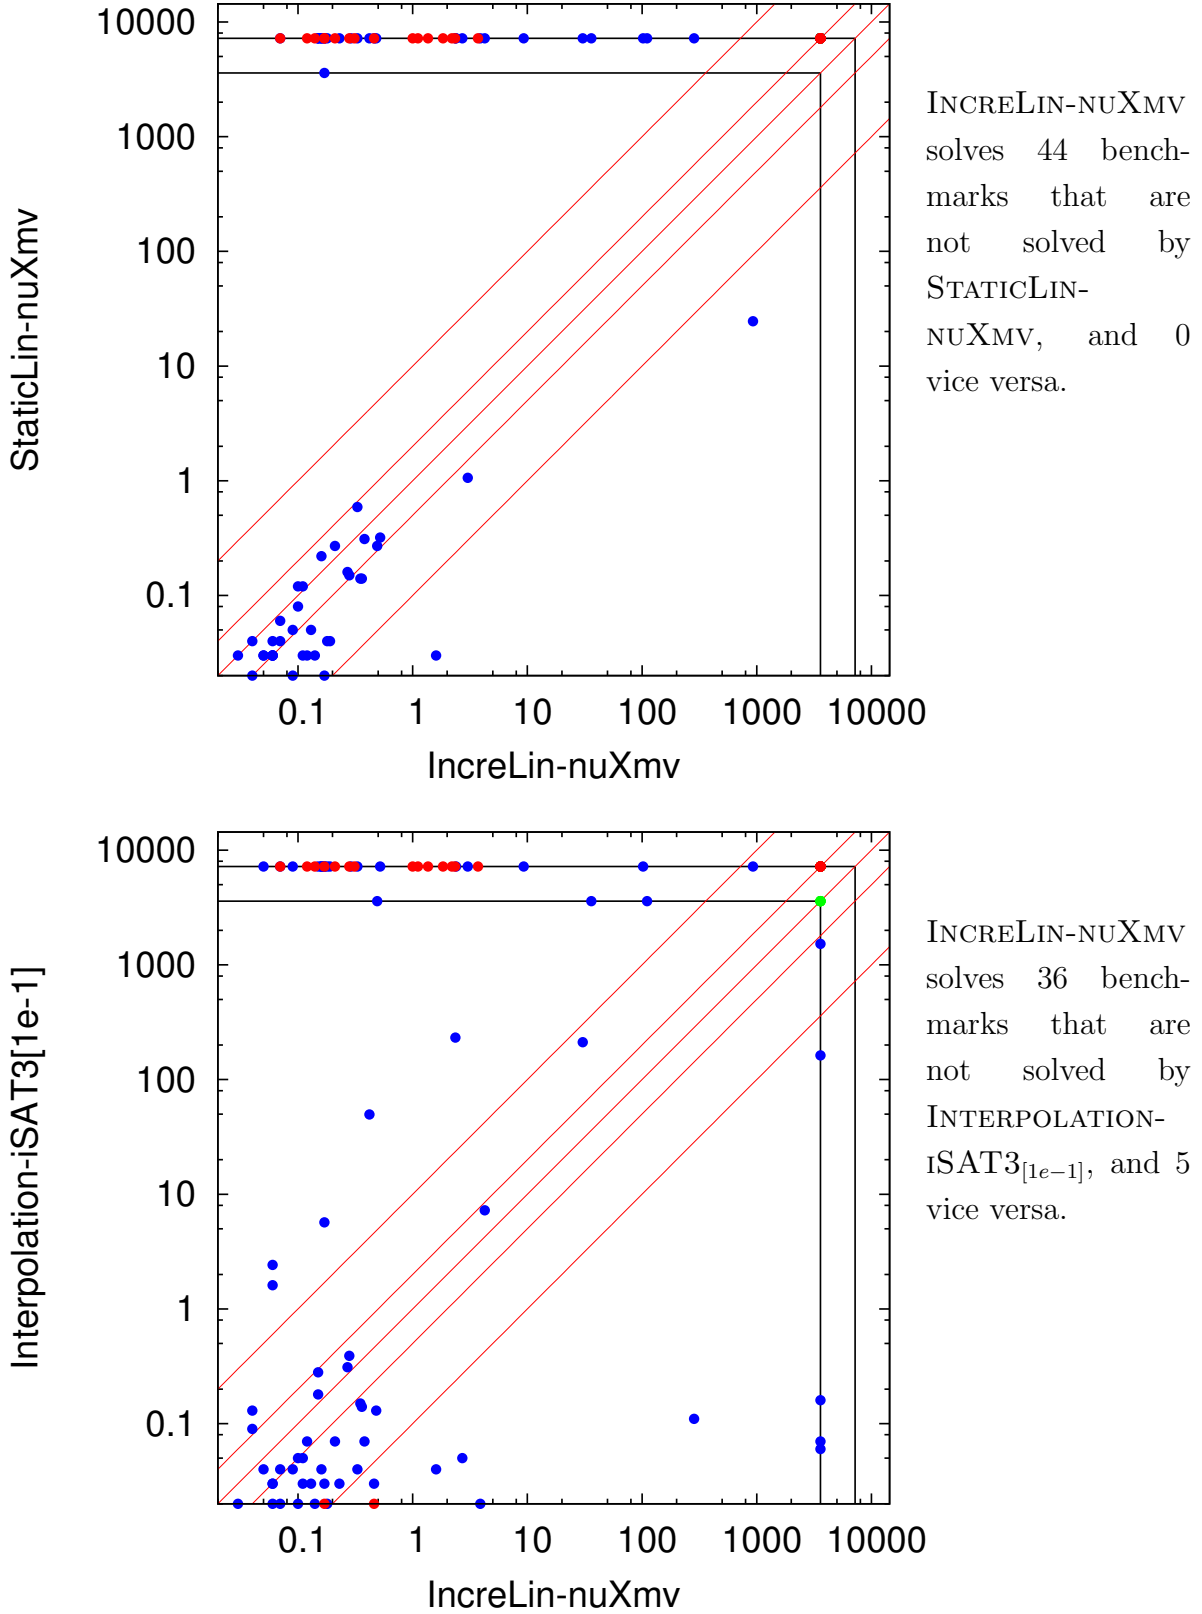 10000
1000
100
10
1
0.1
StaticLin-nuXmv
0.1 1 10 100 1000 10000
IncreLin-nuXmv
INCRELIN-NUXMV
solves 44 bench-
marks that are
not solved by
STATICLIN-
NUXMV, and 0
vice versa.
10000
1000
100
10
1
0.1
Interpolation-iSAT3[1e-1]
0.1 1 10 100 1000 10000
IncreLin-nuXmv
INCRELIN-NUXMV
solves 36 bench-
marks that are
not solved by
INTERPOLATION-
ISAT3[1e−1], and 5
vice versa.